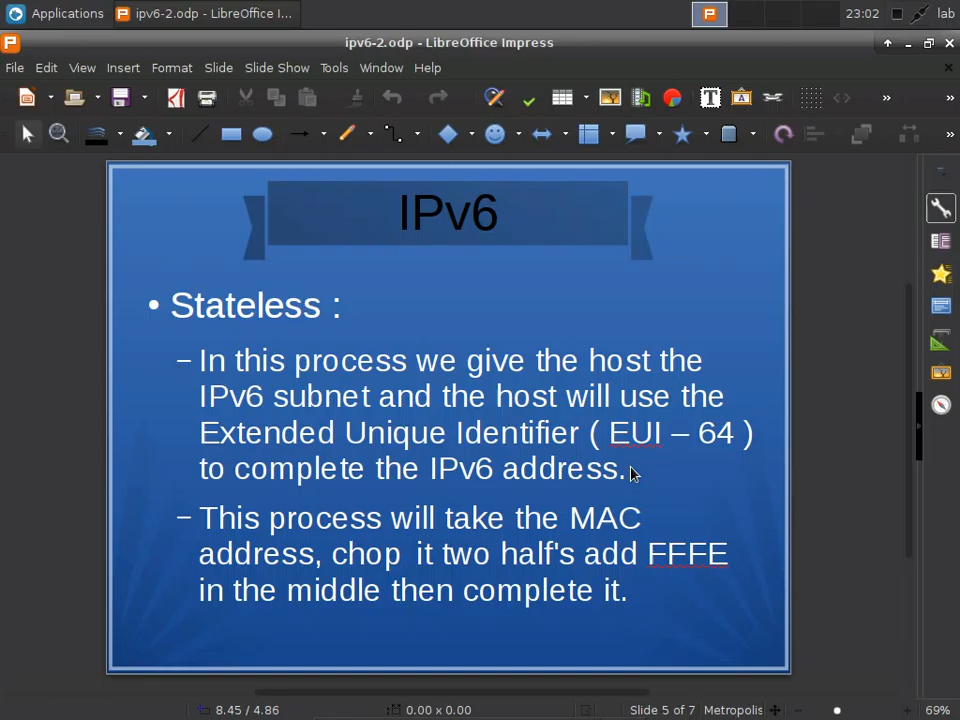 Applications ipv6-2.odp - LibreOffice I... 23:02 lab
ipv6-2.odp - LibreOffice Impress
File Edit View Insert Format Slide Slide Show Tools Window Help
IPv6
• Stateless :
– In this process we give the host the
IPv6 subnet and the host will use the
Extended Unique Identifier ( EUI – 64 )
to complete the IPv6 address.
– This process will take the MAC
address, chop  it two half's add FFFE
in the middle then complete it.
8.45 / 4.86 0.00 x 0.00 Slide 5 of 7 Metropolis 69%